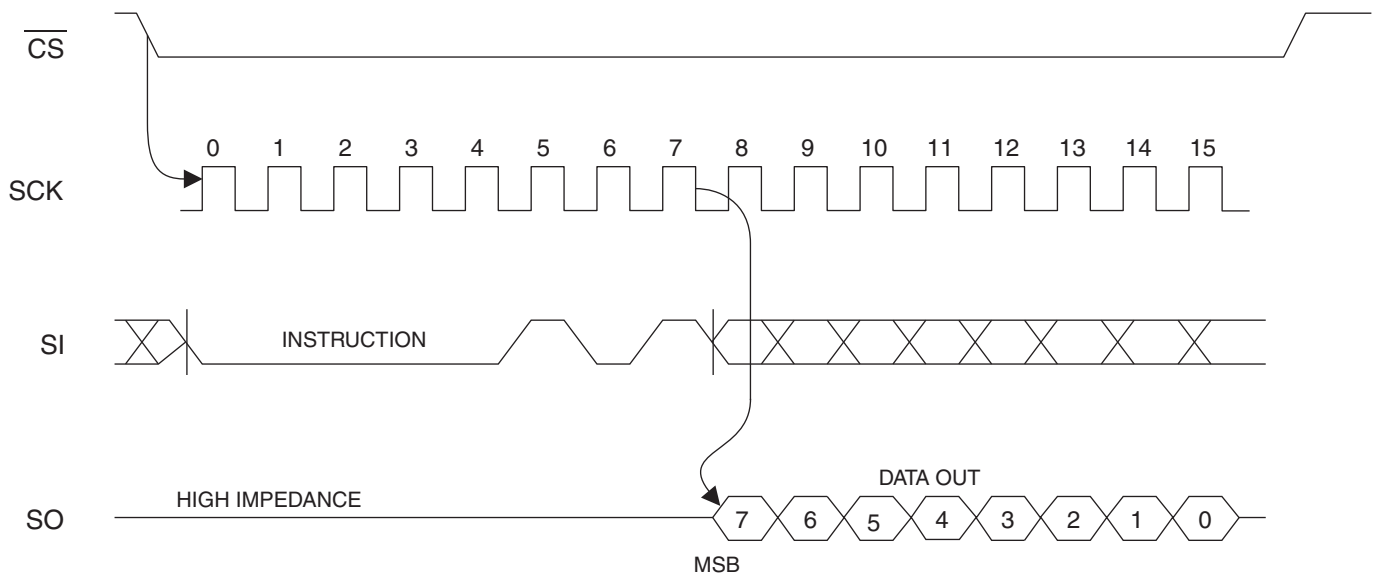 CS
0 1 2 3 4 5 6 7 8 9 10 11 12 13 14 15
SCK
SI INSTRUCTION
DATA OUT
HIGH IMPEDANCE
SO 7 6 5 4 3 2 1 0
MSB